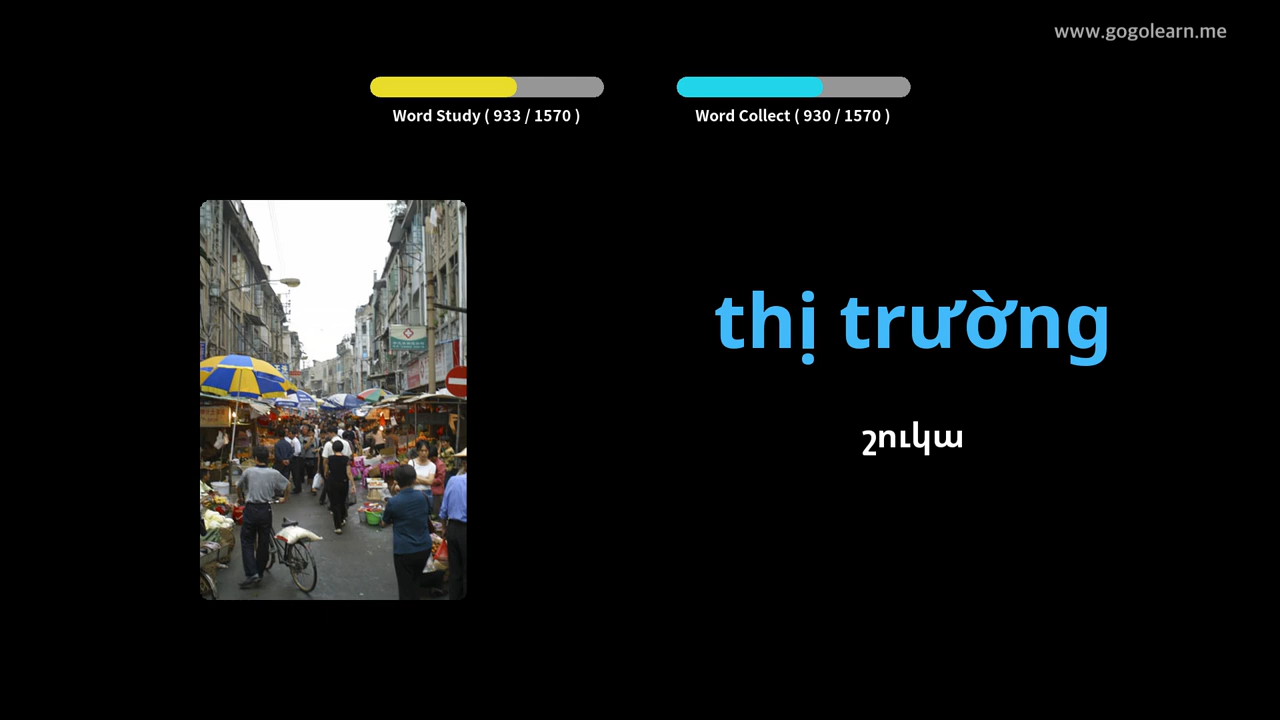 www.gogolearn.me
Word Study ( 933 / 1570 )
Word Collect ( 930 / 1570 )
thị trường
շուկա